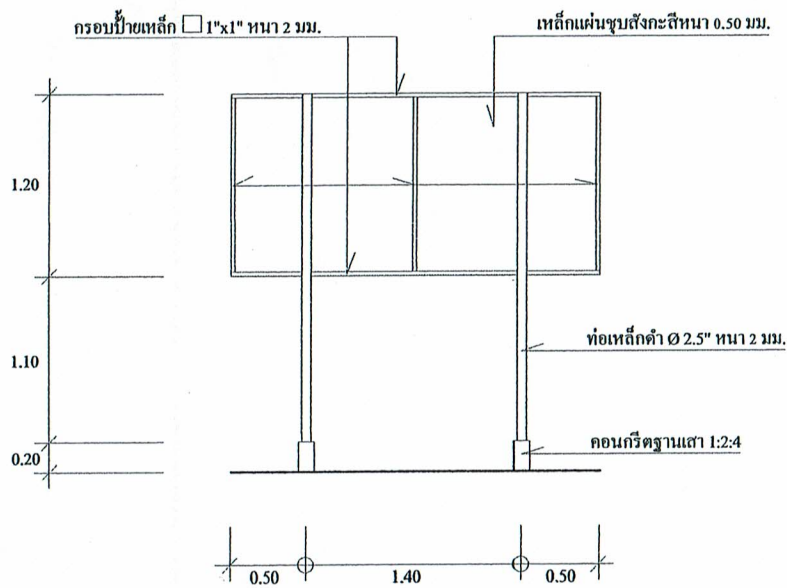 กรอบป้ายเหล็ก □ 1"x1" หนา 2 มม.
เหล็กแผ่นชุบสังกะสีหนา 0.50 มม.
1.20
1.10
ท่อเหล็กดำ Ø 2.5" หนา 2 มม.
คอนกรีตฐานเสา 1:2:4
0.20
0.50
1.40
0.50